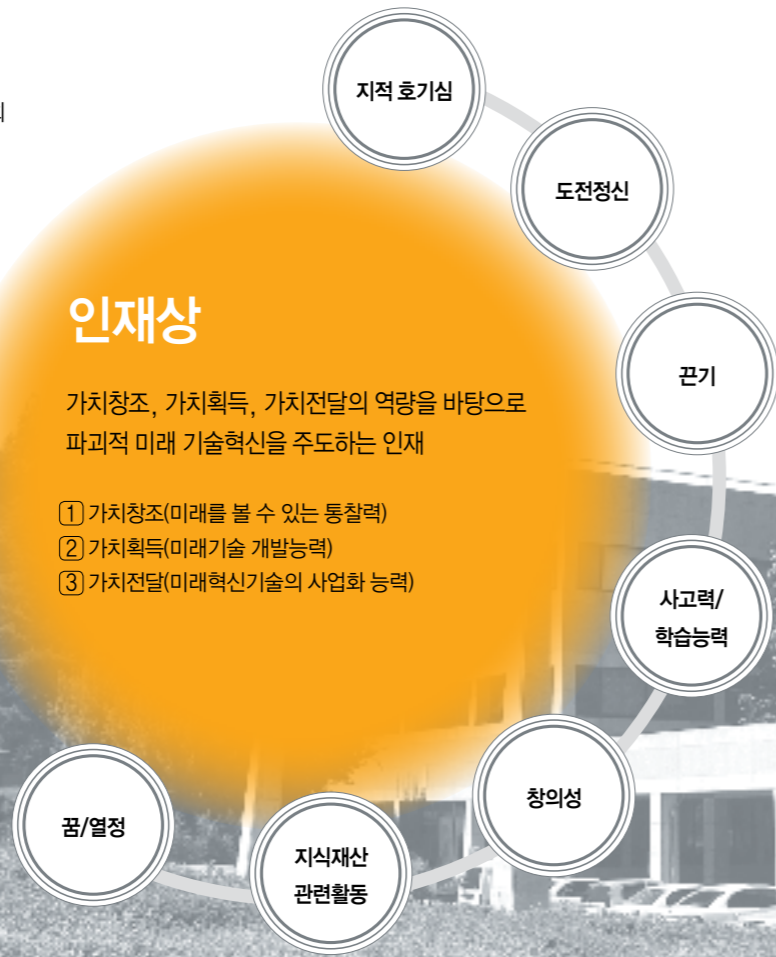 지적 호기심
도전정신
인재상
끈기
가치창조, 가치획득, 가치전달의 역량을 바탕으로
파괴적 미래 기술혁신을 주도하는 인재
1 가치창조(미래를 볼 수 있는 통찰력)
2 가치획득(미래기술 개발능력)
3 가치전달(미래혁신기술의 사업화 능력)
사고력/
학습능력
창의성
지식재산
관련활동
꿈/열정